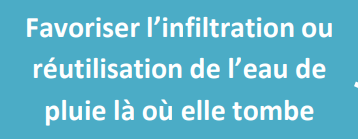 Favoriser l’infiltration ou
réutilisation de l’eau de
pluie là où elle tombe